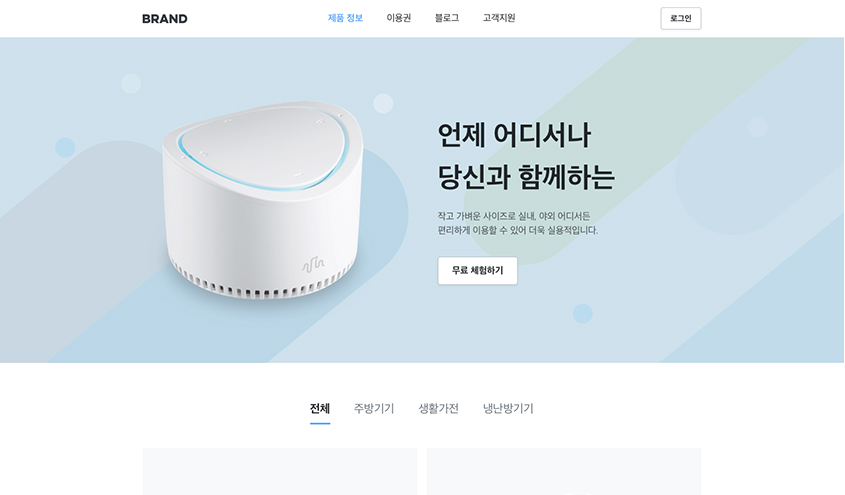 BRAND
제품 정보 이용권 블로그 고객지원
로그인
언제 어디서나
당신과 함께하는
작고 가벼운 사이즈로 실내, 야외 어디서든
편리하게 이용할 수 있어 더욱 실용적입니다.
무료 체험하기
전체 주방기기 생활가전 냉난방기기